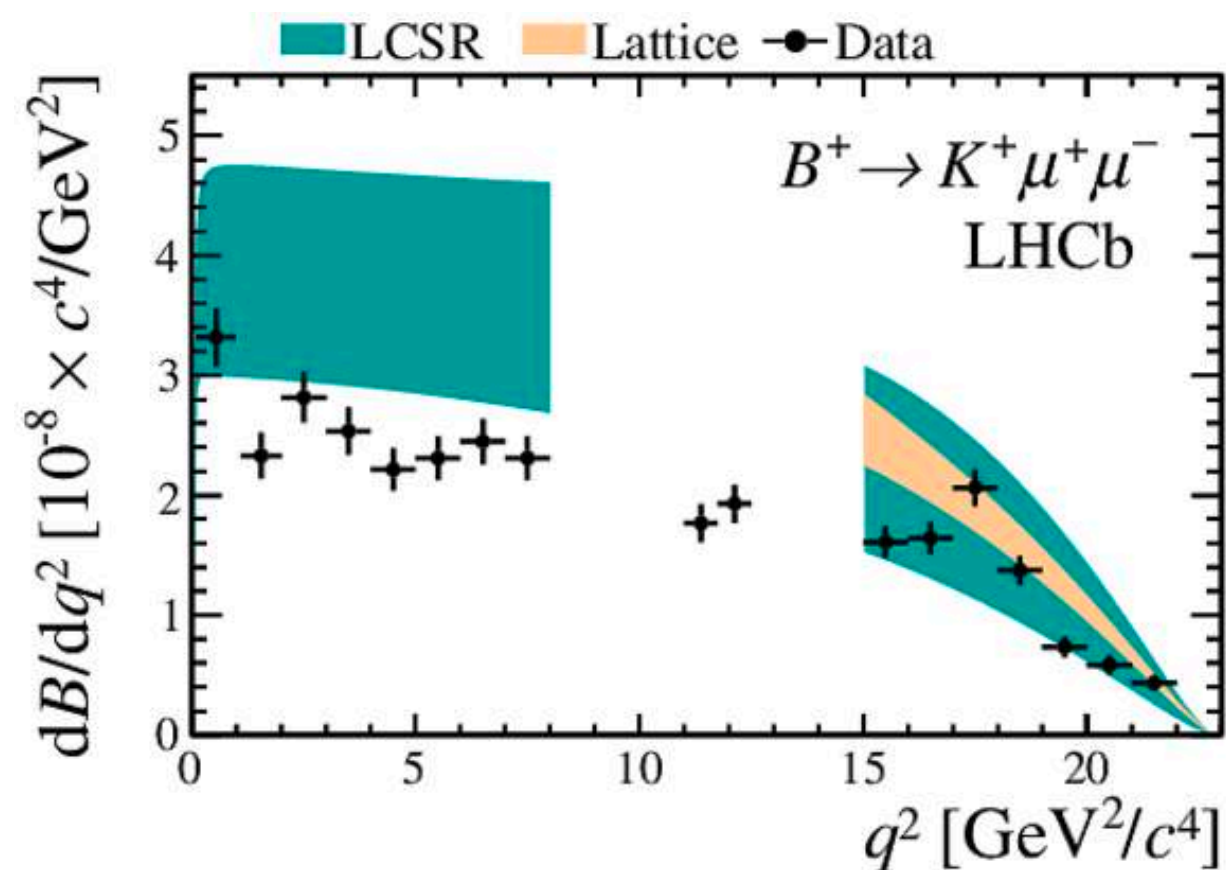 LCSR Lattice Data
dB/dq² [10⁻⁸ × c⁴/GeV²]
B⁺ → K⁺μ⁺μ⁻
LHCb
5
4
3
2
1
0
0 5 10 15 20
q² [GeV²/c⁴]